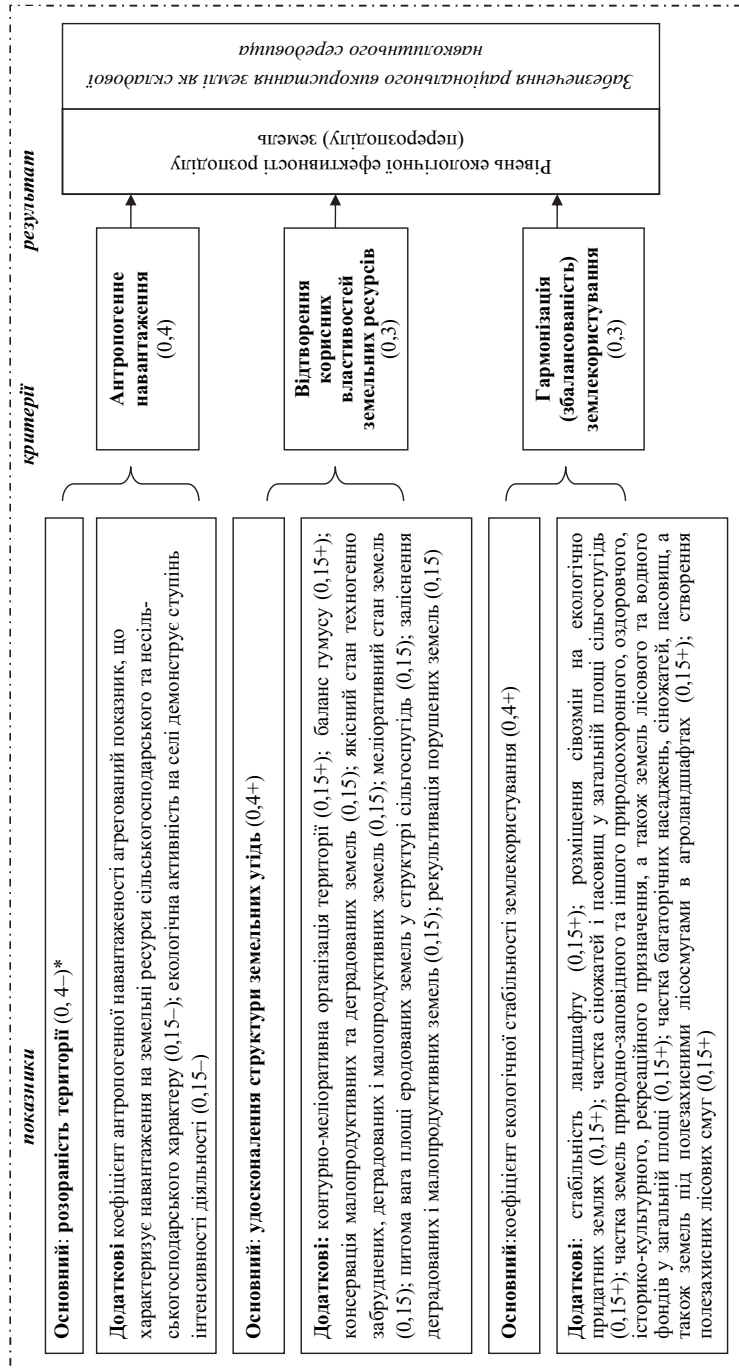 показники
критерії
результат
Основний: розораність території (0, 4–)*
Додаткові коефіцієнт антропогенної навантаженості агрегований показник, що
характеризує навантаження на земельні ресурси сільськогосподарського та несіль-
ськогосподарського характеру (0,15–); екологічна активність на селі демонструє ступінь
інтенсивності діяльності (0,15–)
Антропогенне
навантаження
(0,4)
Основний: удосконалення структури земельних угідь (0,4+)
Додаткові: контурно-меліоративна організація території (0,15+); баланс гумусу (0,15+);
консервація малопродуктивних та деградованих земель (0,15); якісний стан техногенно
забруднених, деградованих і малопродуктивних земель (0,15); меліоративний стан земель
(0,15); питома вага площі еродованих земель у структурі сільгоспугідь (0,15); заліснення
деградованих і малопродуктивних земель (0,15); рекультивація порушених земель (0,15)
Відтворення
корисних
властивостей
земельних ресурсів
(0,3)
Основний:коефіцієнт екологічної стабільності землекористування (0,4+)
Додаткові: стабільність ландшафту (0,15+); розміщення сівозмін на екологічно
придатних землях (0,15+); частка сіножатей і пасовищ у загальній площі сільгоспугідь
(0,15+); частка земель природно-заповідного та іншого природоохоронного, оздоровчого,
історико-культурного, рекреаційного призначення, а також земель лісового та водного
фондів у загальній площі (0,15+); частка багаторічних насаджень, сіножатей, пасовищ, а
також земель під полезахисними лісосмугами в агроландшафтах (0,15+); створення
полезахисних лісових смуг (0,15+)
Гармонізація
(збалансованість)
землекористування
(0,3)
Рівень екологічної ефективності розподілу
(перерозподілу) земель
Забезпечення раціонального використання землі як складової
навколишнього середовища